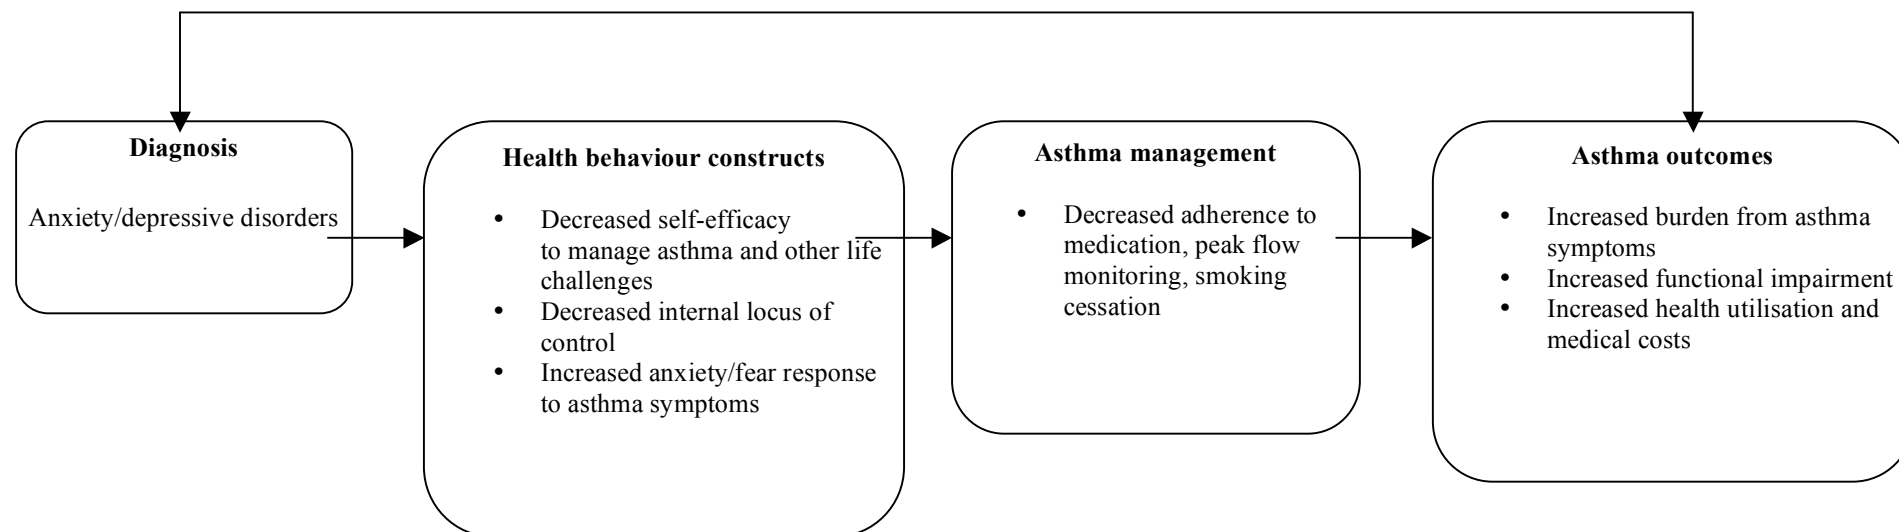 Diagnosis
Anxiety/depressive disorders
Health behaviour constructs
• Decreased self-efficacy
to manage asthma and other life
challenges
• Decreased internal locus of
control
• Increased anxiety/fear response
to asthma symptoms
Asthma management
• Decreased adherence to
medication, peak flow
monitoring, smoking
cessation
Asthma outcomes
• Increased burden from asthma
symptoms
• Increased functional impairment
• Increased health utilisation and
medical costs